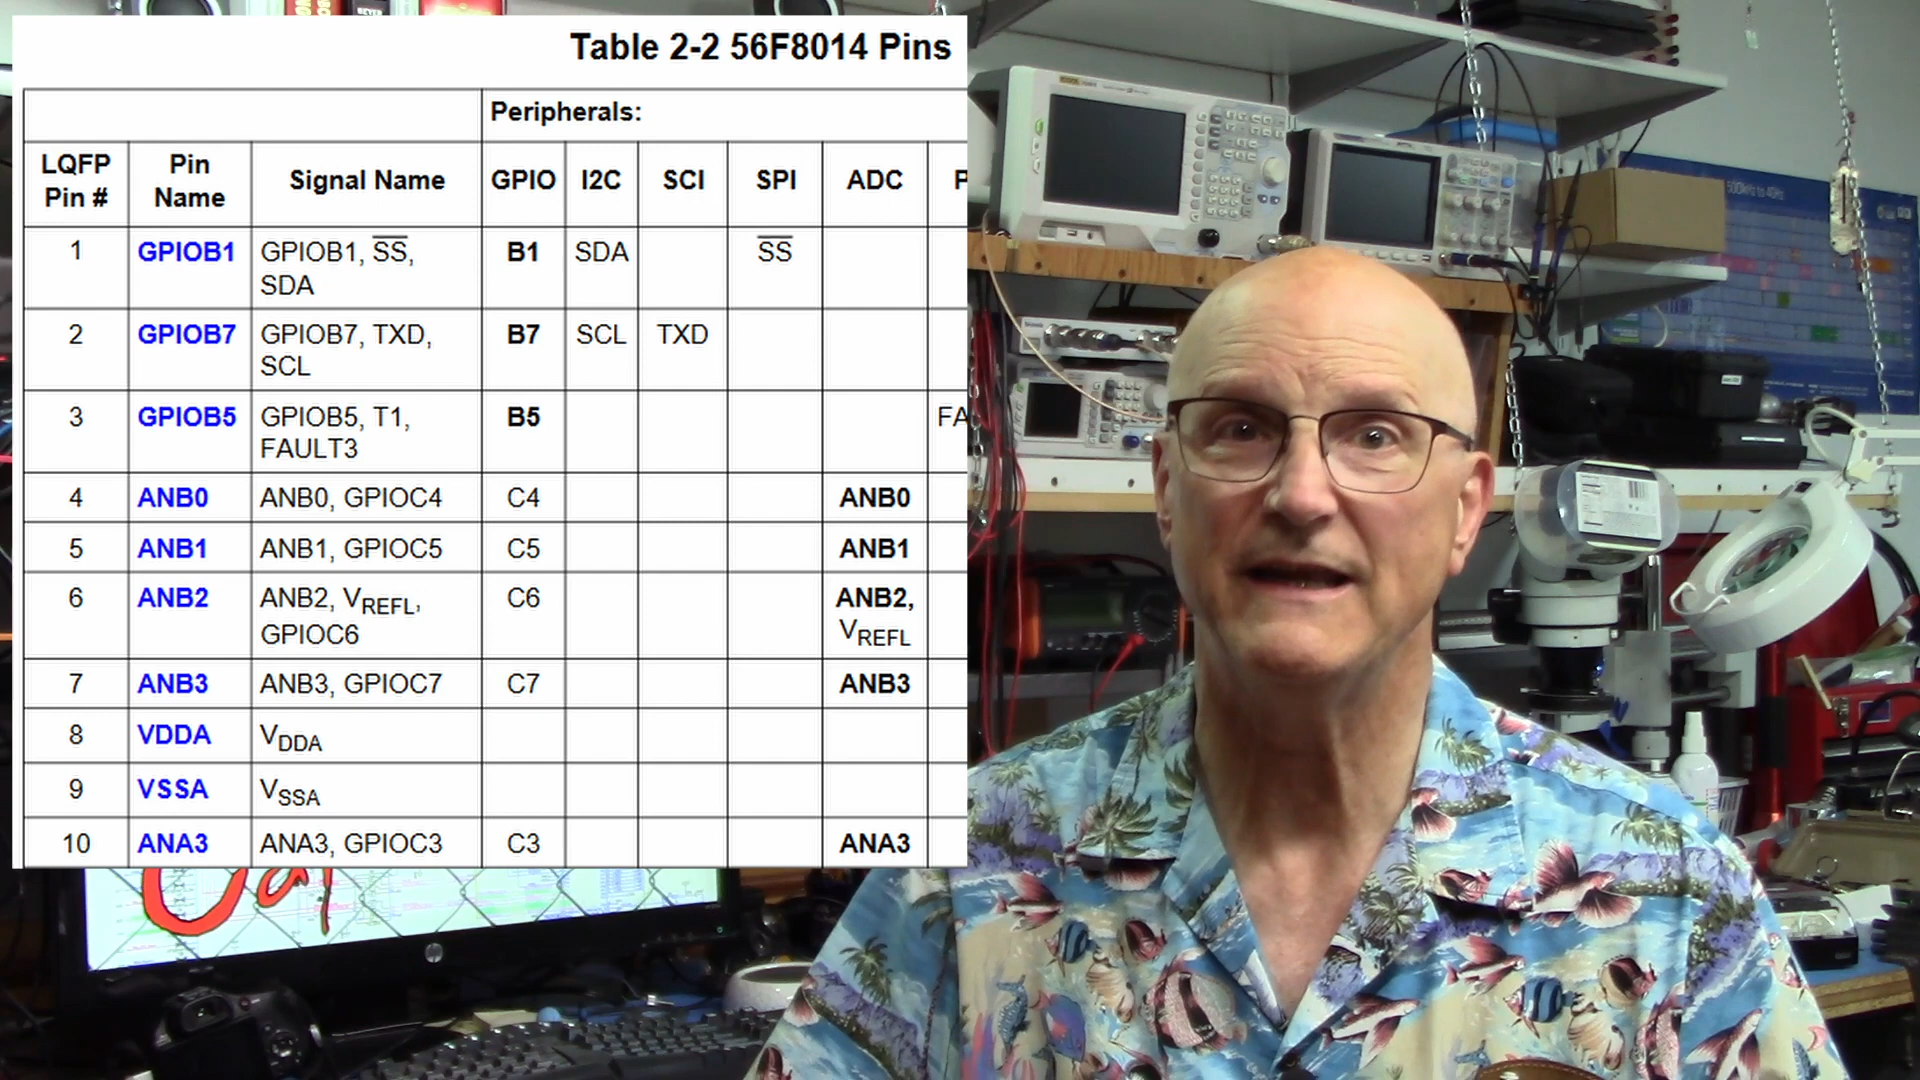 Table 2-2 56F8014 Pins
Peripherals:
LQFP Pin # Pin Name Signal Name GPIO I2C SCI SPI ADC P
1 GPIOB1 GPIOB1, S̅S̅, B1 SDA S̅S̅
SDA
2 GPIOB7 GPIOB7, TXD, B7 SCL TXD
SCL
3 GPIOB5 GPIOB5, T1, B5 FA
FAULT3
4 ANB0 ANB0, GPIOC4 C4 ANB0
5 ANB1 ANB1, GPIOC5 C5 ANB1
6 ANB2 ANB2, VREFL, C6 ANB2,
GPIOC6 VREFL
7 ANB3 ANB3, GPIOC7 C7 ANB3
8 VDDA VDDA
9 VSSA VSSA
10 ANA3 ANA3, GPIOC3 C3 ANA3